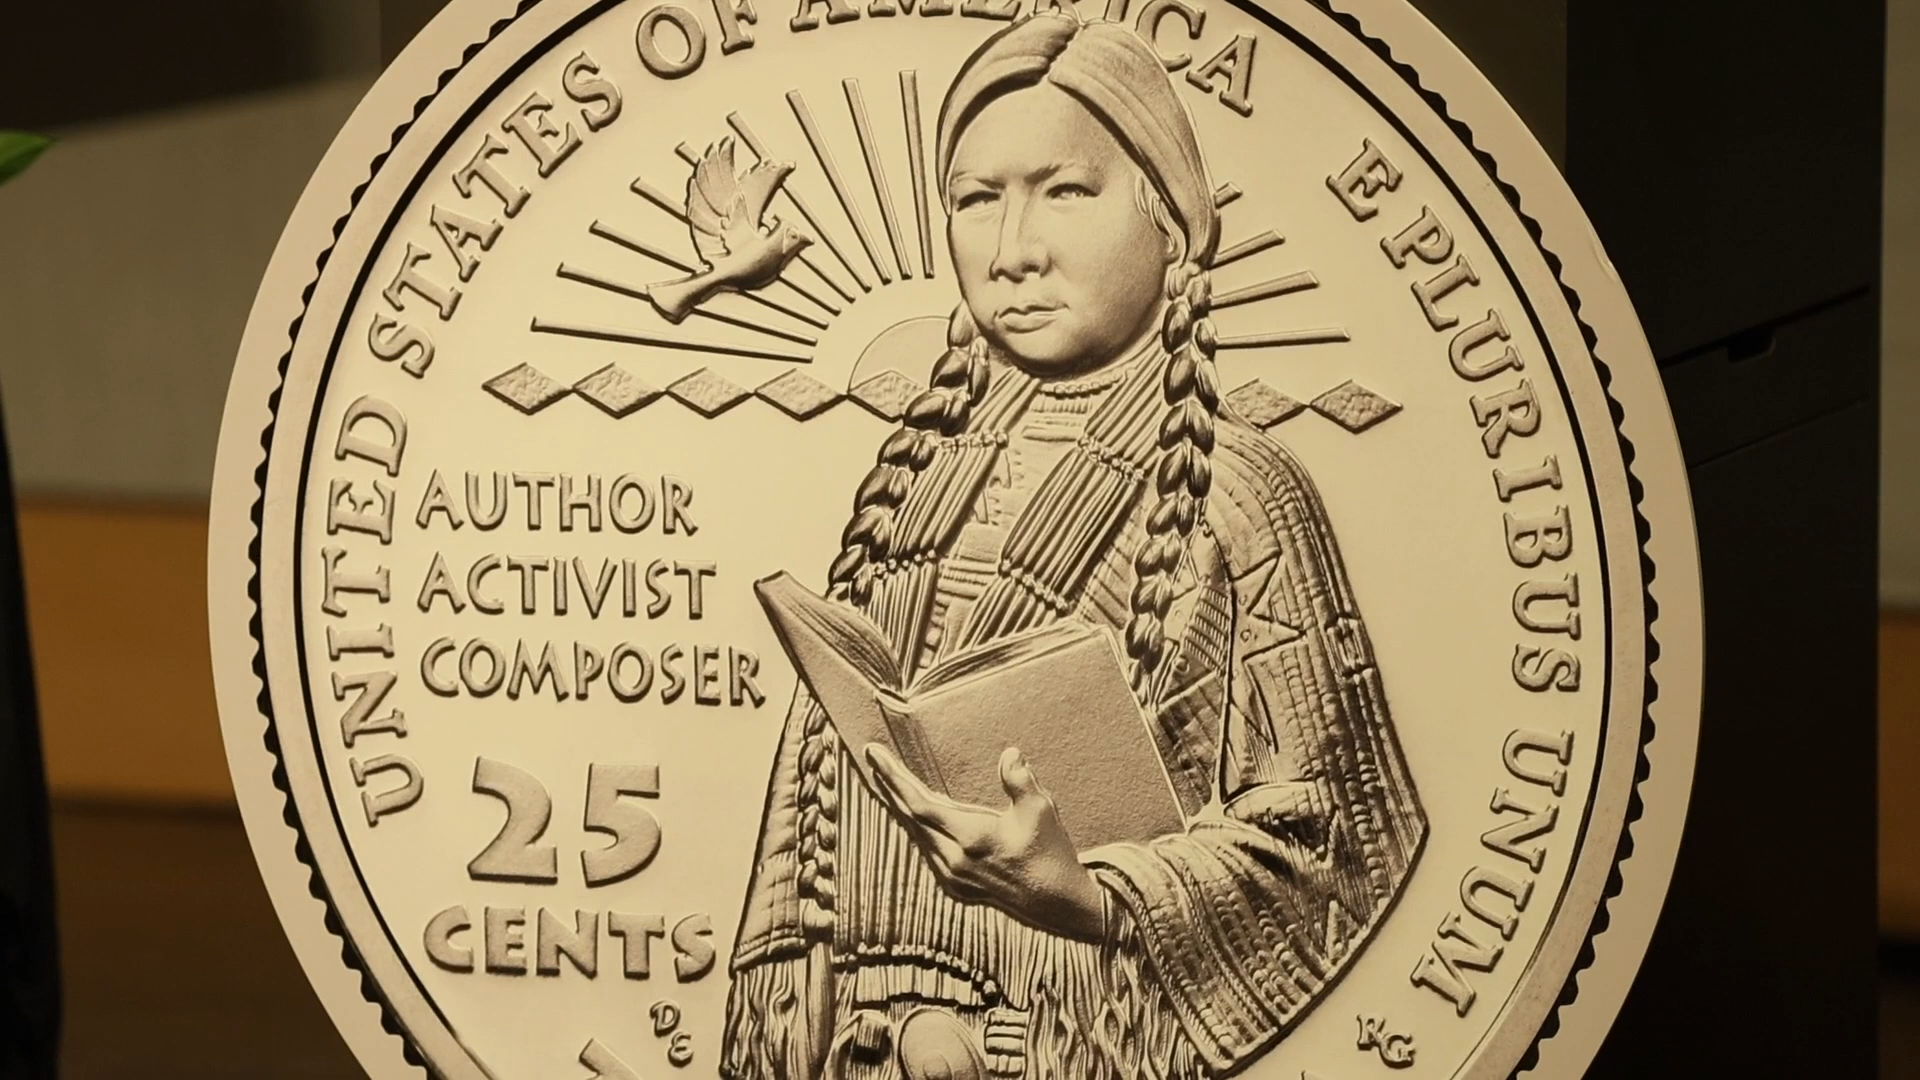 UNITED STATES OF AMERICA
E PLURIBUS UNUM
AUTHOR
ACTIVIST
COMPOSER
25
CENTS
DE
RG